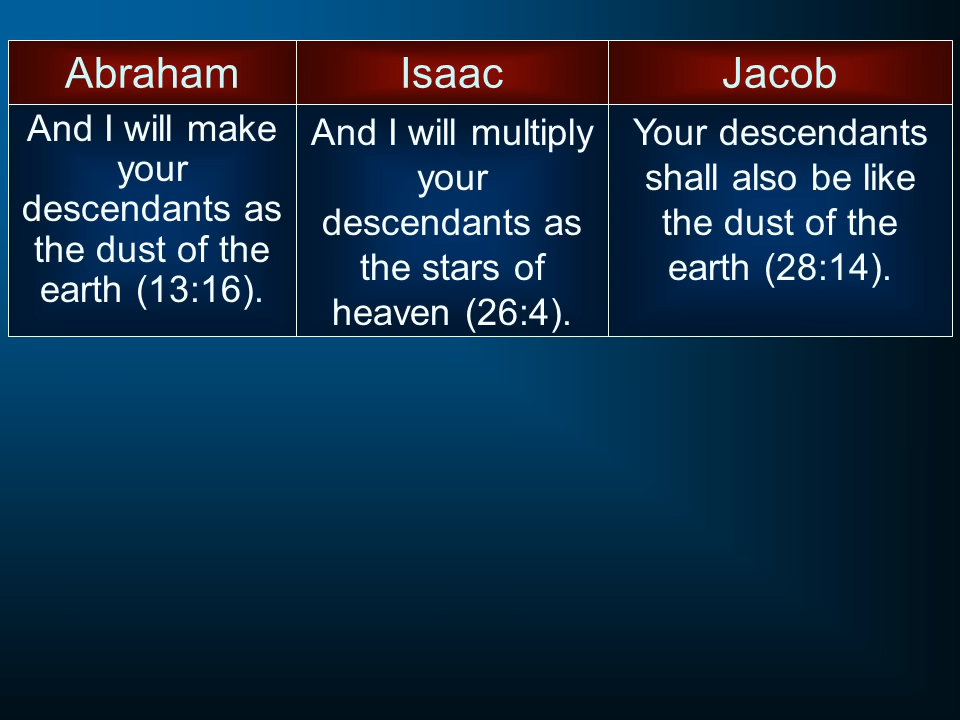 Abraham
Isaac
Jacob
And I will make
your
descendants as
the dust of the
earth (13:16).
And I will multiply
your
descendants as
the stars of
heaven (26:4).
Your descendants
shall also be like
the dust of the
earth (28:14).